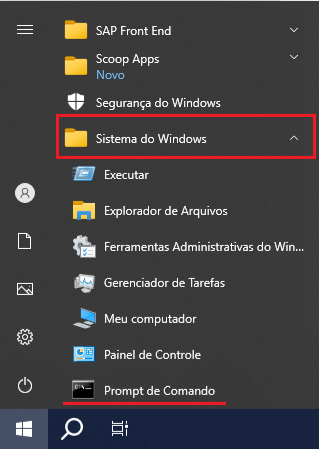 SAP Front End
Scoop Apps
Novo
Segurança do Windows
Sistema do Windows
Executar
Explorador de Arquivos
Ferramentas Administrativas do Win...
Gerenciador de Tarefas
Meu computador
Painel de Controle
Prompt de Comando